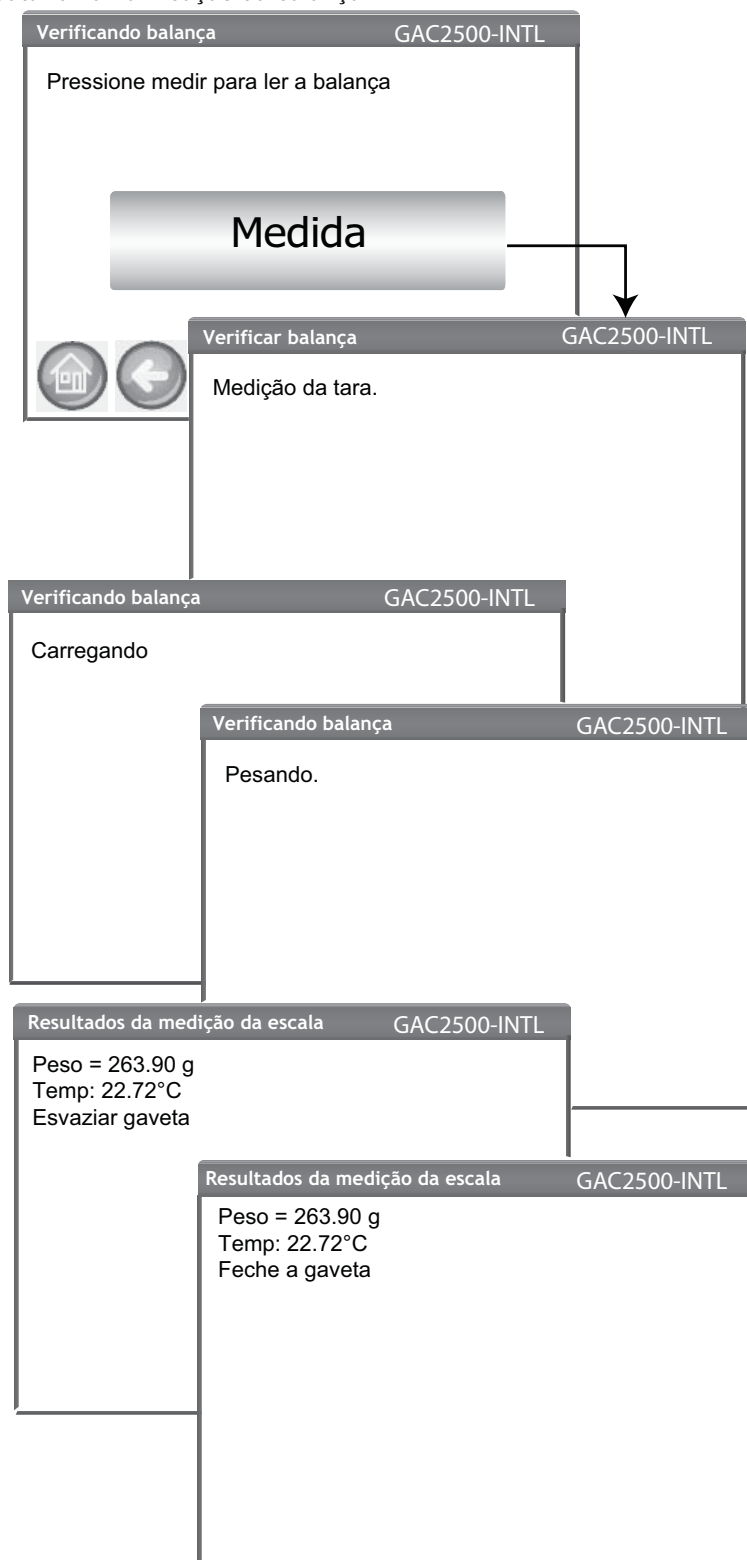 Verificando balança GAC2500-INTL
Pressione medir para ler a balança
Medida
Verificar balança GAC2500-INTL
Medição da tara.
Verificando balança GAC2500-INTL
Carregando
Verificando balança GAC2500-INTL
Pesando.
Resultados da medição da escala GAC2500-INTL
Peso = 263.90 g
Temp: 22.72°C
Esvaziar gaveta
Resultados da medição da escala GAC2500-INTL
Peso = 263.90 g
Temp: 22.72°C
Feche a gaveta